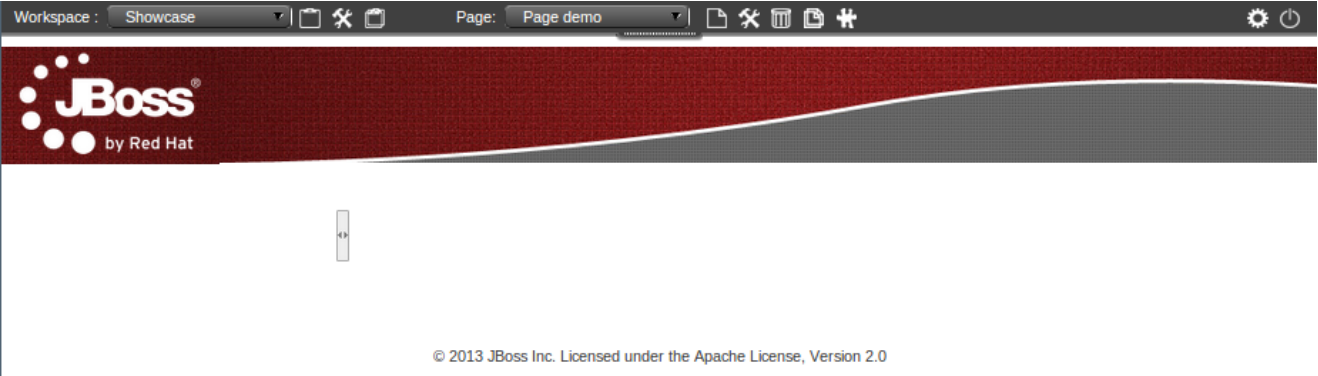 Workspace : Showcase Page: Page demo
JBoss®
by Red Hat
© 2013 JBoss Inc. Licensed under the Apache License, Version 2.0